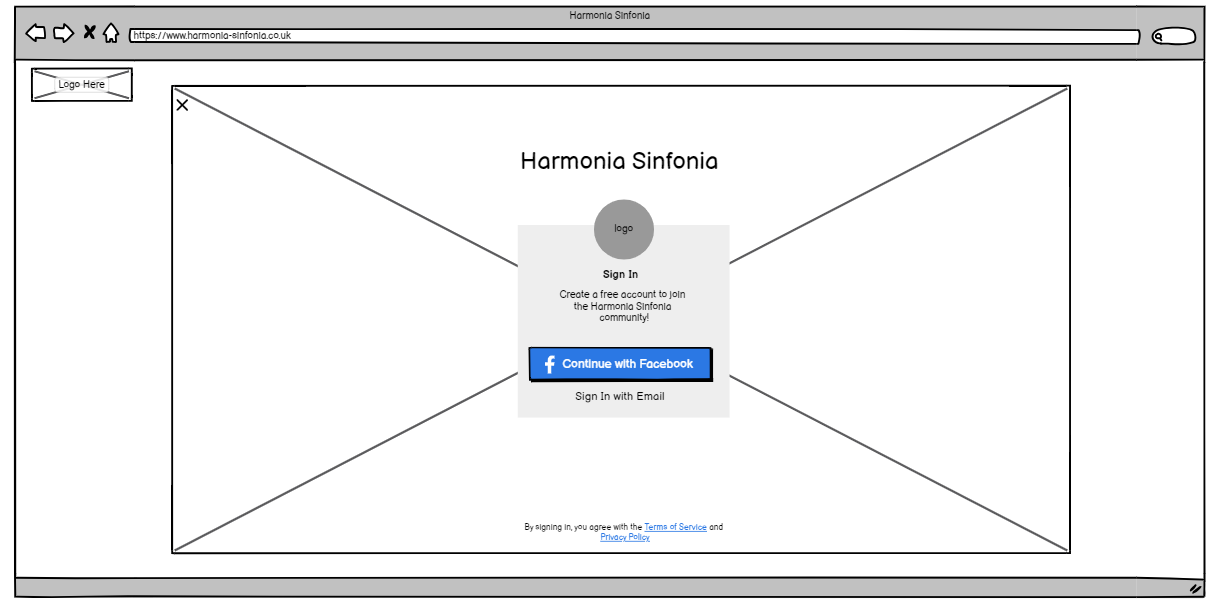 Harmonia Sinfonia
https://www.harmonia-sinfonia.co.uk
Logo Here
Harmonia Sinfonia
logo
Sign In
Create a free account to join
the Harmonia Sinfonia
community!
Continue with Facebook
Sign In with Email
By signing in, you agree with the Terms of Service and
Privacy Policy